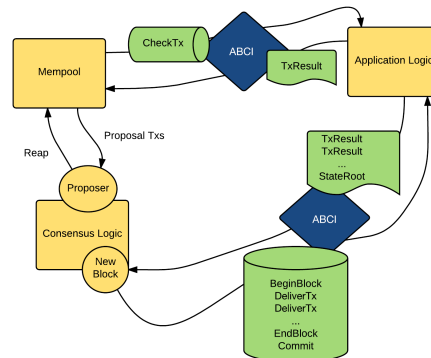 CheckTx
ABCI
TxResult
Mempool
Application Logic
Reap
Proposal Txs
TxResult
TxResult
...
StateRoot
Proposer
Consensus Logic
ABCI
New
Block
BeginBlock
DeliverTx
DeliverTx
...
EndBlock
Commit